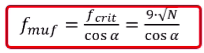 f_muf = f_crit / cos α = 9·√N / cos α